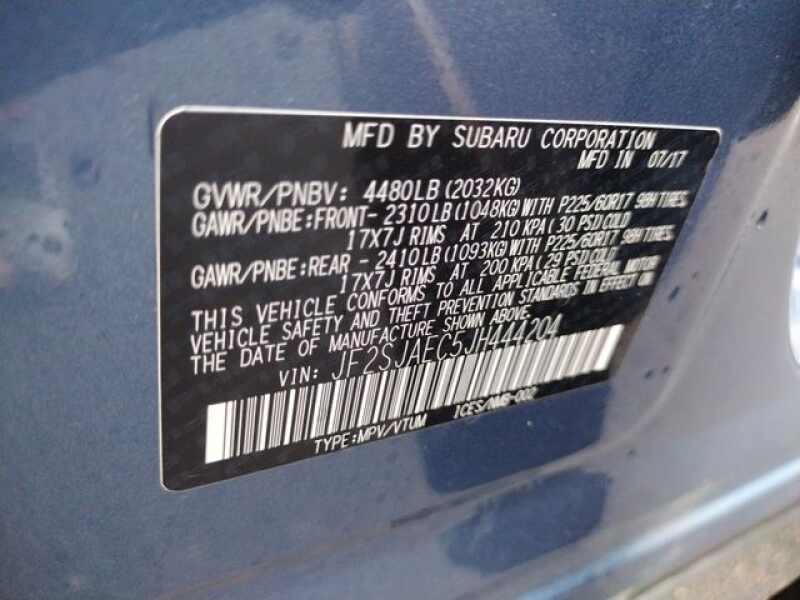 MFD BY SUBARU CORPORATION
MFD IN 07/17
GVWR/PNBV: 4480LB(2032KG)
GAWR/PNBE:FRONT-2310LB(1048KG)WITH P225/60R17 98H TIRES,
17X7J RIMS AT 210 KPA(30 PSI)COLD
GAWR/PNBE:REAR -2410LB(1093KG)WITH P225/60R17 98H TIRES,
17X7J RIMS AT 200 KPA(29 PSI)COLD
THIS VEHICLE CONFORMS TO ALL APPLICABLE FEDERAL MOTOR
VEHICLE SAFETY AND THEFT PREVENTION STANDARDS IN EFFECT ON
THE DATE OF MANUFACTURE SHOWN ABOVE.
VIN: JF2SJAEC5JH444204
TYPE:MPV/VTUM ICES/NMB-002